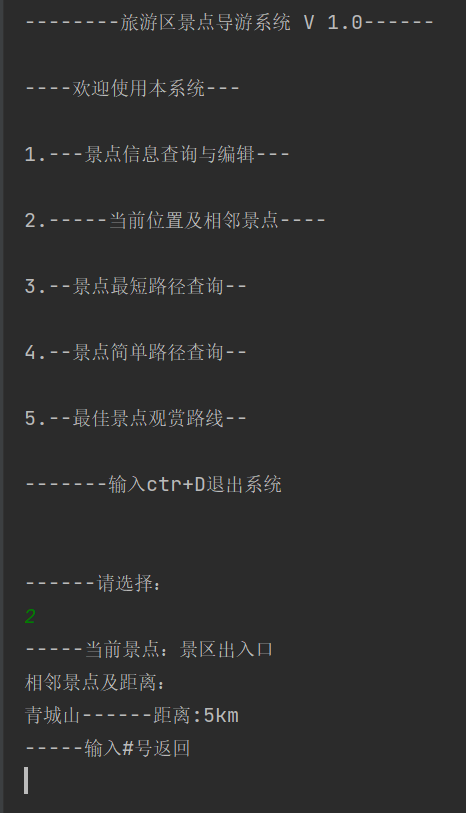 --------旅游区景点导游系统 V 1.0------
----欢迎使用本系统---
1.---景点信息查询与编辑---
2.-----当前位置及相邻景点----
3.--景点最短路径查询--
4.--景点简单路径查询--
5.--最佳景点观赏路线--
-------输入ctr+D退出系统
------请选择：
2
-----当前景点：景区出入口
相邻景点及距离：
青城山------距离:5km
-----输入#号返回